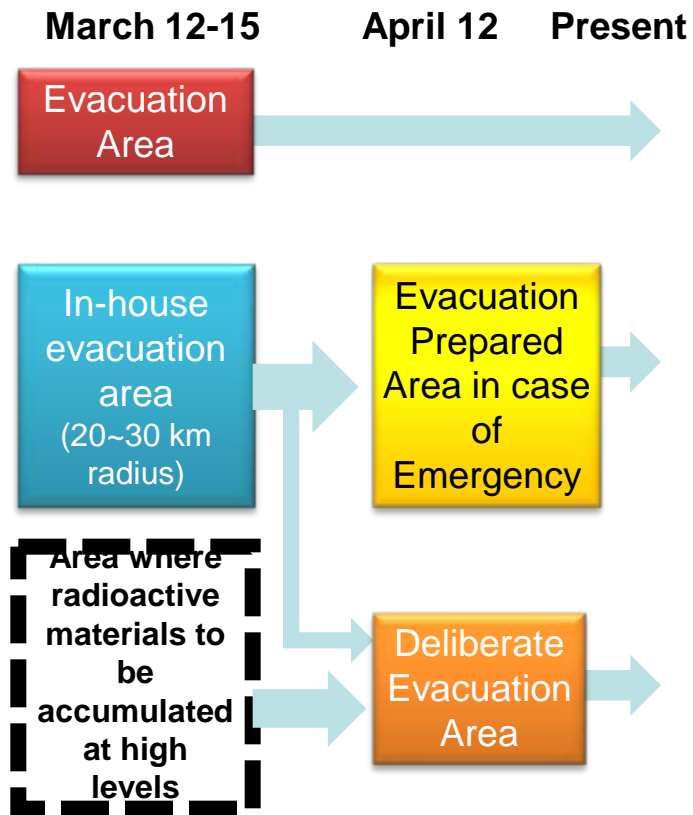 March 12-15 April 12 Present
Evacuation
Area
In-house
evacuation
area
(20~30 km
radius)
Evacuation
Prepared
Area in case
of
Emergency
Area where
radioactive
materials to
be
accumulated
at high
levels
Deliberate
Evacuation
Area